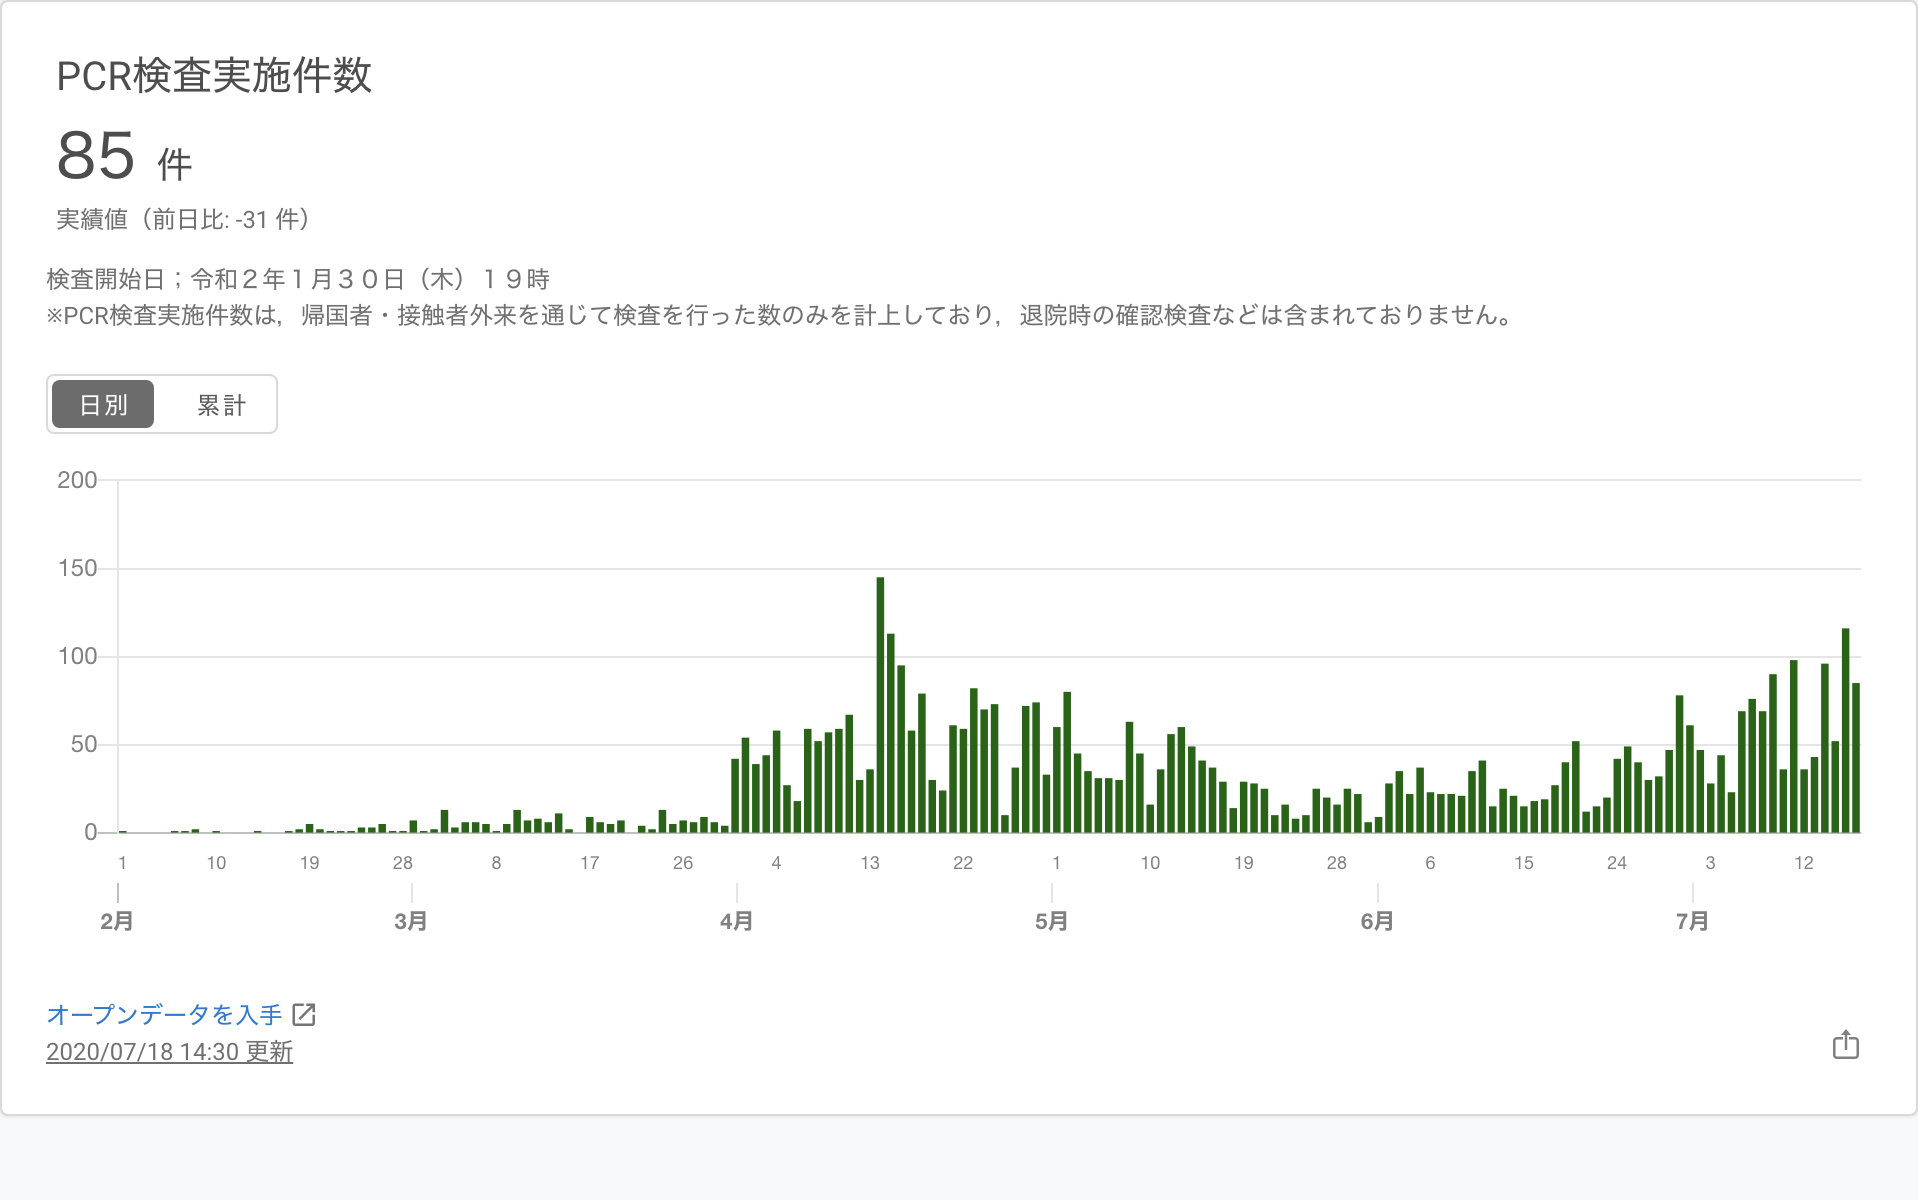 PCR検査実施件数
85 件
実績値（前日比: -31 件）
検査開始日；令和２年１月３０日（木）１９時
※PCR検査実施件数は，帰国者・接触者外来を通じて検査を行った数のみを計上しており，退院時の確認検査などは含まれておりません。
日別 累計
200
150
100
50
0
1 10 19 28 8 17 26 4 13 22 1 10 19 28 6 15 24 3 12
2月 3月 4月 5月 6月 7月
オープンデータを入手
2020/07/18 14:30 更新